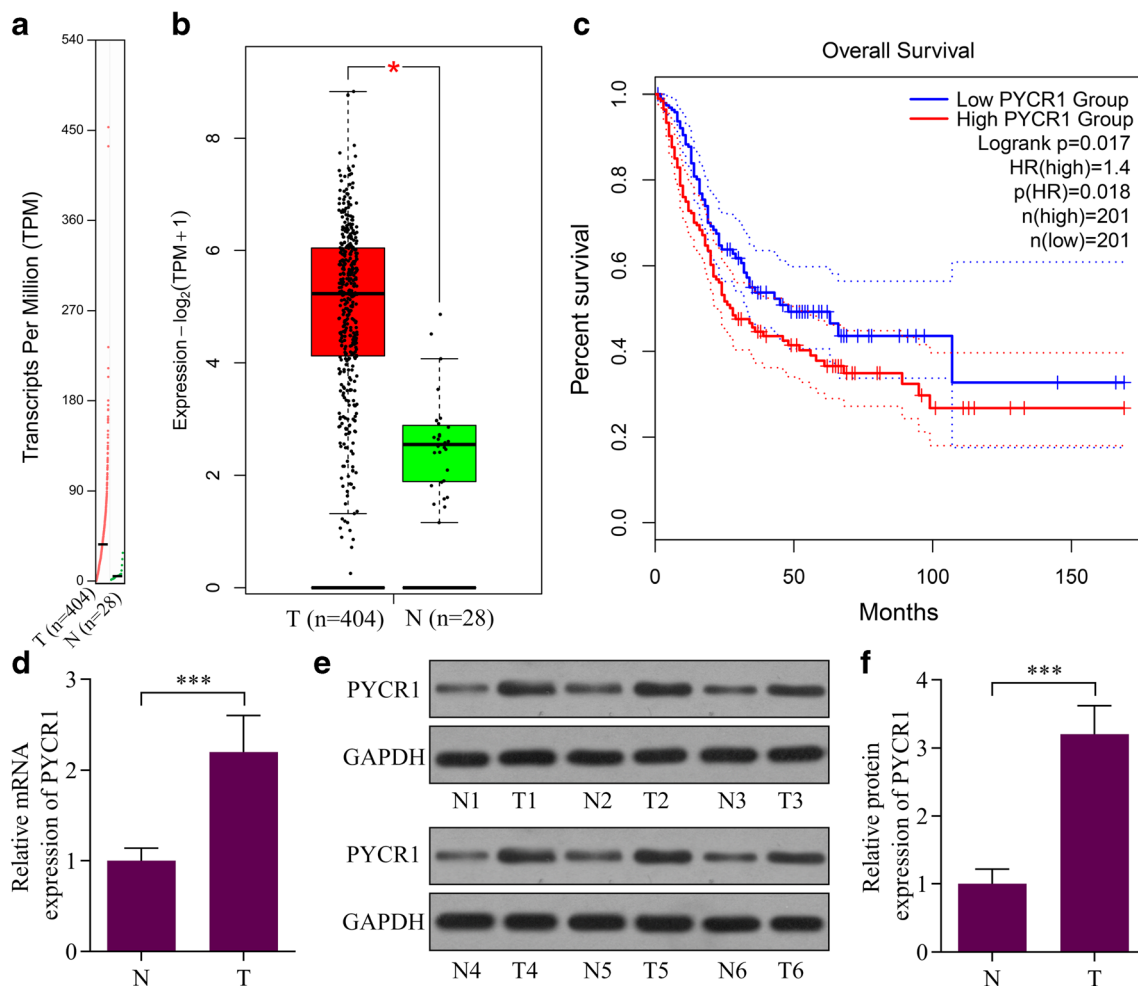 a
Transcripts Per Million (TPM)
540
450
360
270
180
90
0
T (n=404)
N (n=28)
b
Expression – log2(TPM+1)
8
6
4
2
0
*
T (n=404)
N (n=28)
c
Overall Survival
Percent survival
1.0
0.8
0.6
0.4
0.2
0.0
Low PYCR1 Group
High PYCR1 Group
Logrank p=0.017
HR(high)=1.4
p(HR)=0.018
n(high)=201
n(low)=201
0 50 100 150
Months
d
Relative mRNA
expression of PYCR1
3
2
1
0
***
N T
e
PYCR1
GAPDH
N1 T1 N2 T2 N3 T3
PYCR1
GAPDH
N4 T4 N5 T5 N6 T6
f
Relative protein
expression of PYCR1
4
3
2
1
0
***
N T